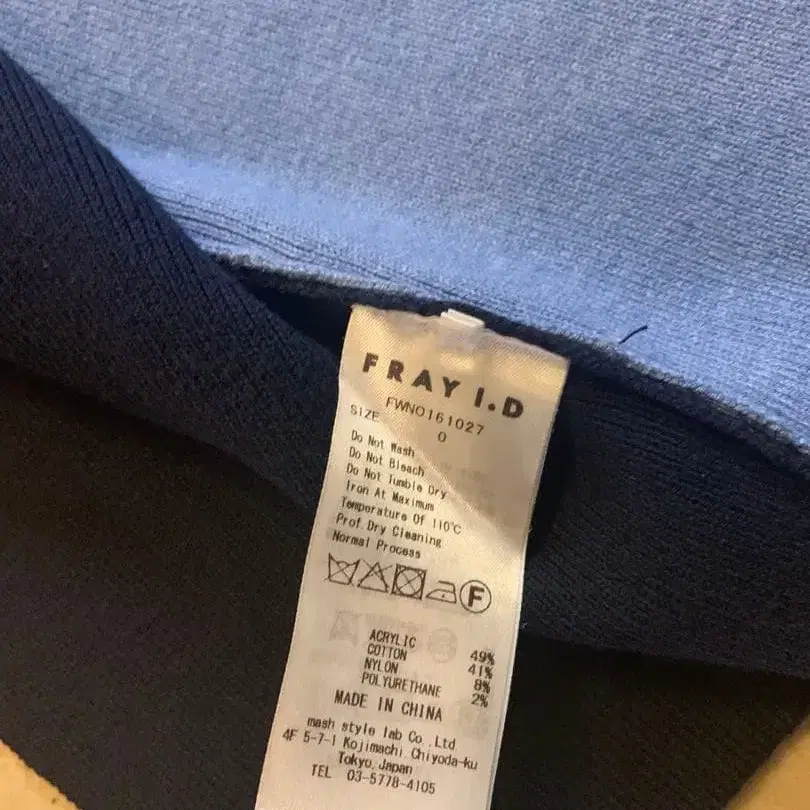 FRAY I.D
FWNO161027
SIZE 0
Do Not Wash
Do Not Bleach
Do Not Tumble Dry
Iron At Maximum
Temperature Of 110℃
Prof.Dry Cleaning
Normal Process
F
ACRYLIC 49%
COTTON 41%
NYLON 8%
POLYURETHANE 2%
MADE IN CHINA
mash style lab Co.,Ltd.
4F 5-7-1 Kojimachi Chiyoda-ku
Tokyo,Japan
TEL 03-5778-4105